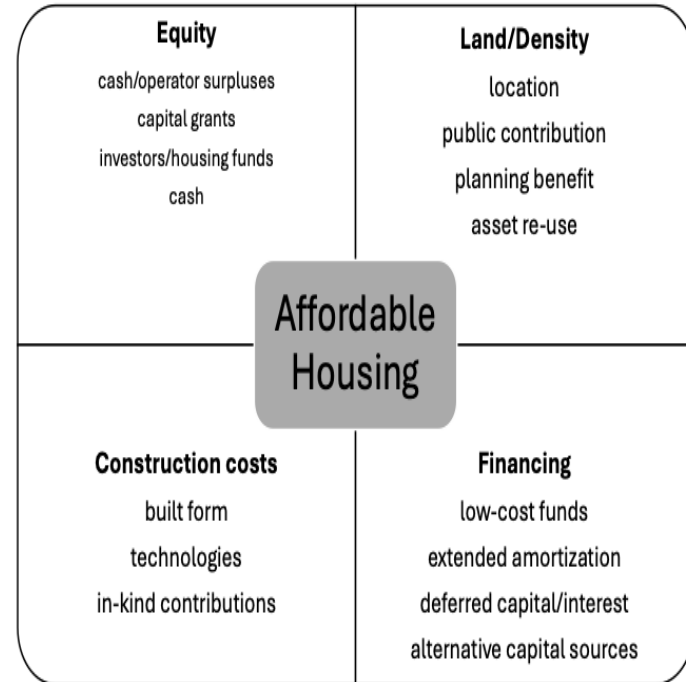 Equity
cash/operator surpluses
capital grants
investors/housing funds
cash
Land/Density
location
public contribution
planning benefit
asset re-use
Affordable
Housing
Construction costs
built form
technologies
in-kind contributions
Financing
low-cost funds
extended amortization
deferred capital/interest
alternative capital sources